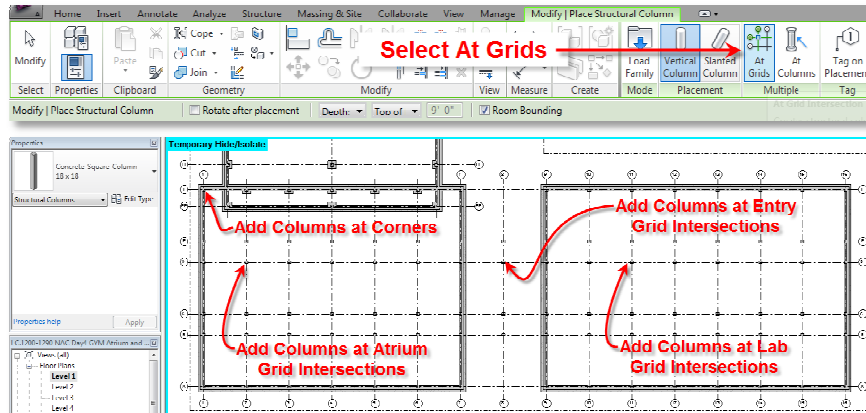 Home Insert Annotate Analyze Structure Massing & Site Collaborate View Manage Modify | Place Structural Column
Modify Paste Cope Cut Join Load Family Vertical Column Slanted Column At Grids At Columns Tag on Placement
Select At Grids
Select Properties Clipboard Geometry Modify View Measure Create Mode Placement Multiple Tag
Modify | Place Structural Column Rotate after placement Depth: Top of 9' 0" Room Bounding
At Grid Intersection
Properties
Temporary Hide/Isolate
Concrete-Square-Column
18 x 18
Structural Columns Edit Type
Add Columns at Corners
Add Columns at Entry
Grid Intersections
Add Columns at Atrium
Grid Intersections
Add Columns at Lab
Grid Intersections
Properties help Apply
Views (all)
Floor Plans
Level 1
Level 2
Level 3
Level 4